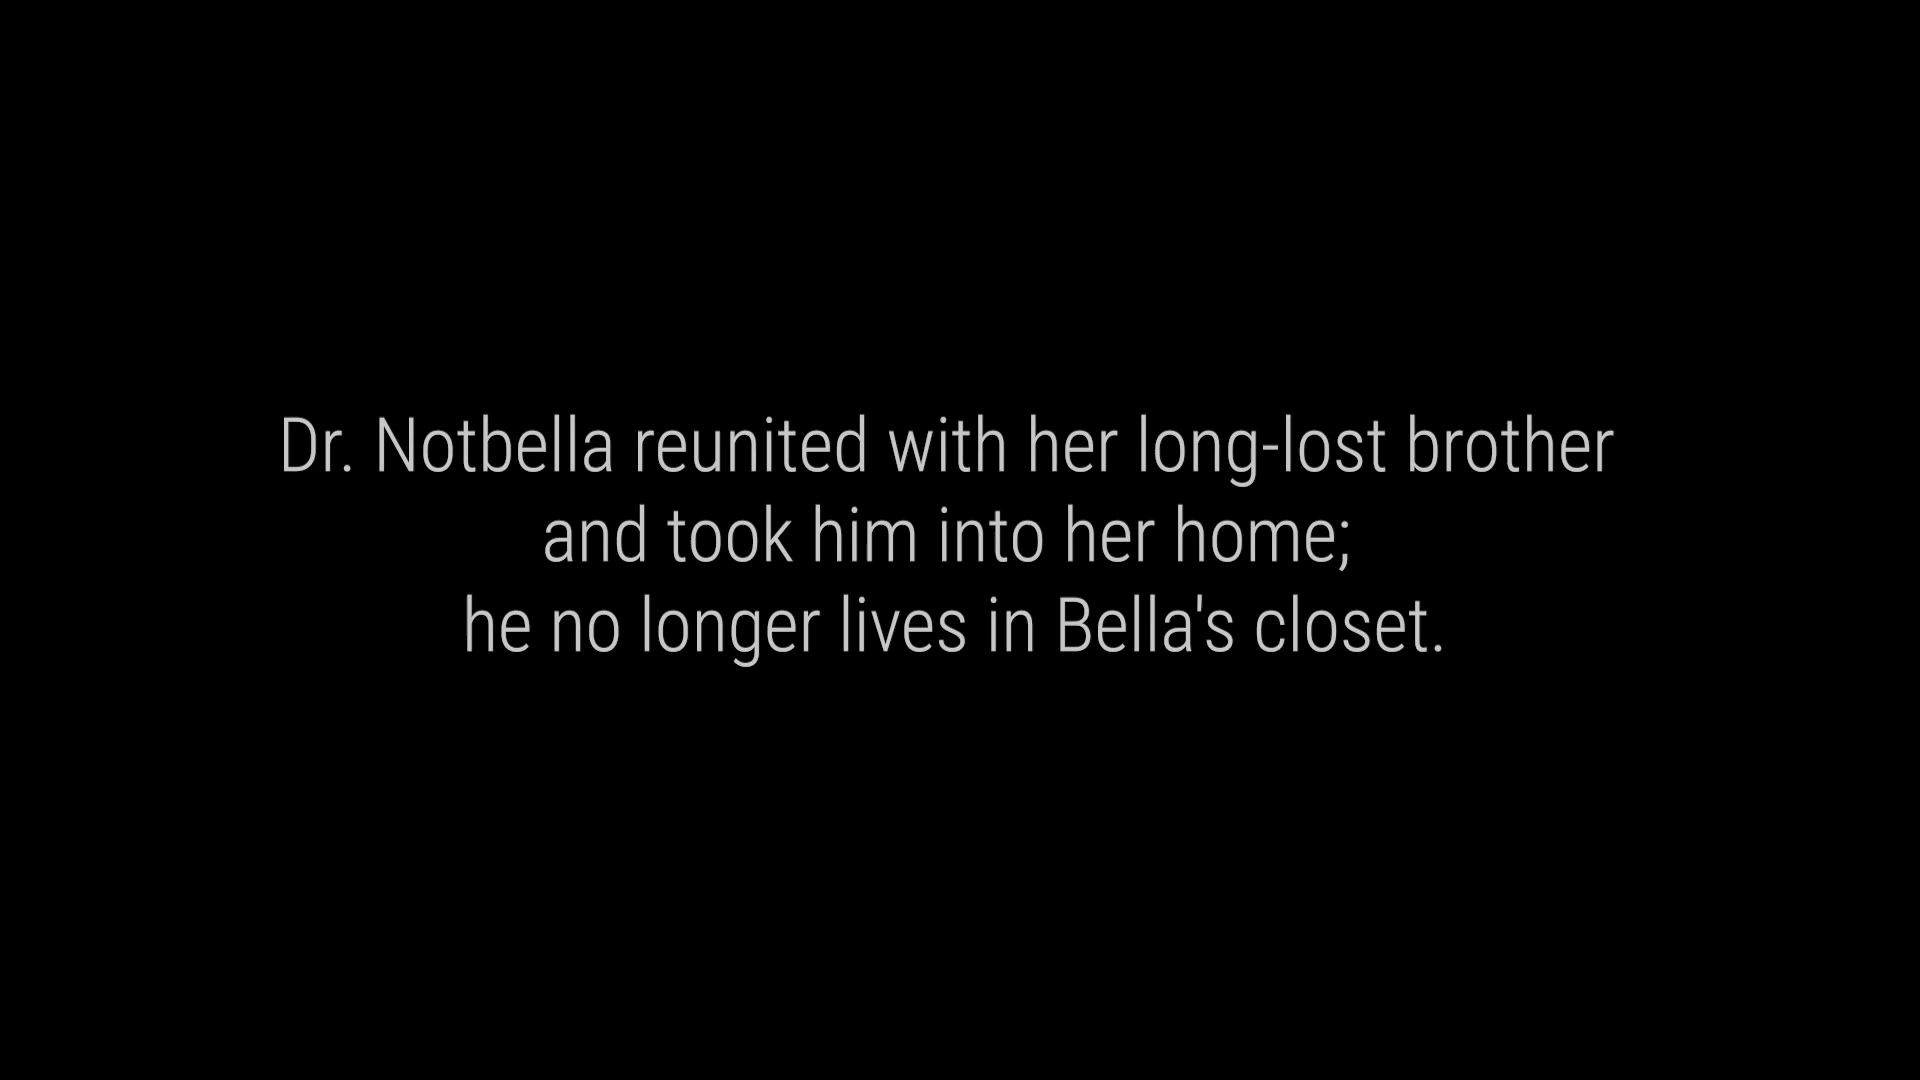 Dr. Notbella reunited with her long-lost brother
and took him into her home;
he no longer lives in Bella's closet.